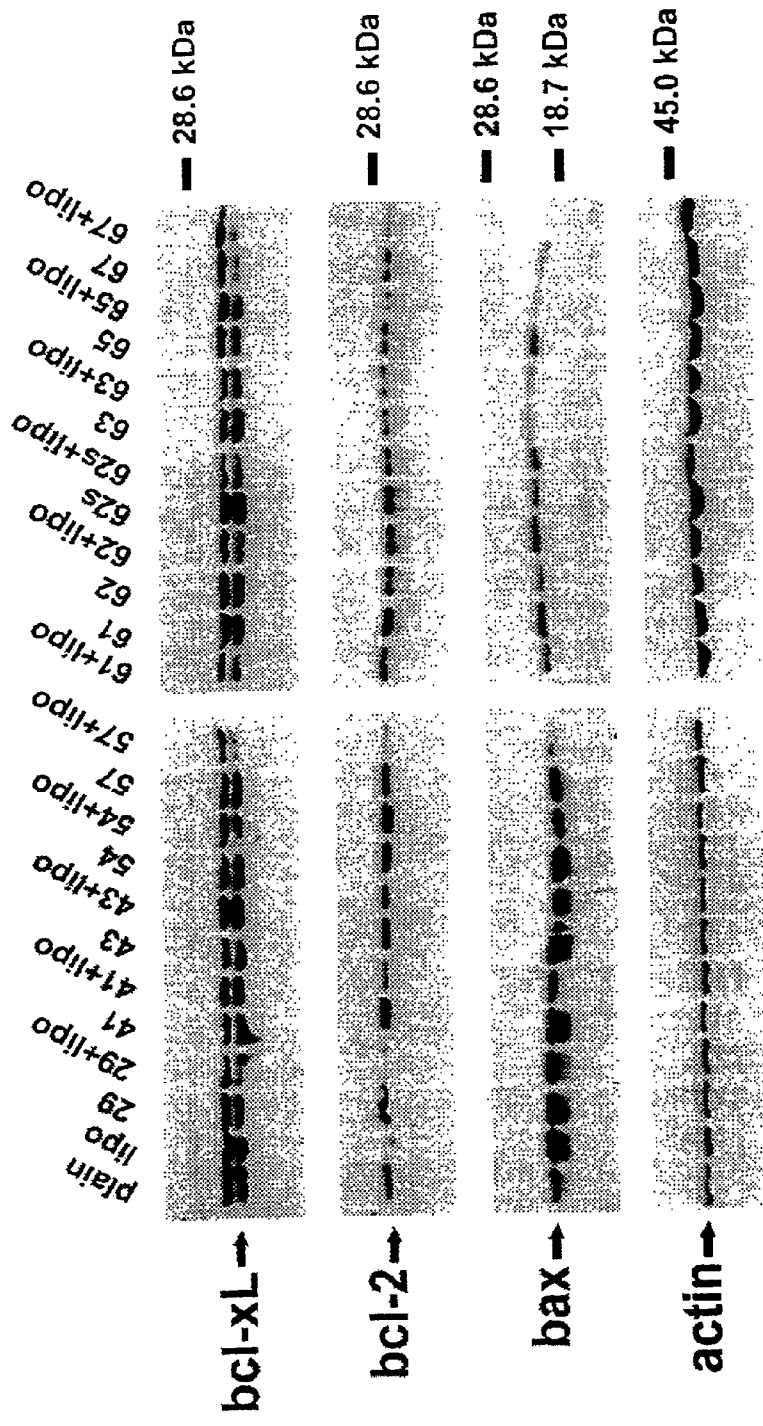 plain
lipo
29
29+lipo
41
41+lipo
43
43+lipo
54
54+lipo
57
57+lipo
61+lipo
61
62
62+lipo
62s
62s+lipo
63
63+lipo
65
65+lipo
67
67+lipo
bcl-xL
28.6 kDa
bcl-2
28.6 kDa
bax
28.6 kDa
18.7 kDa
actin
45.0 kDa